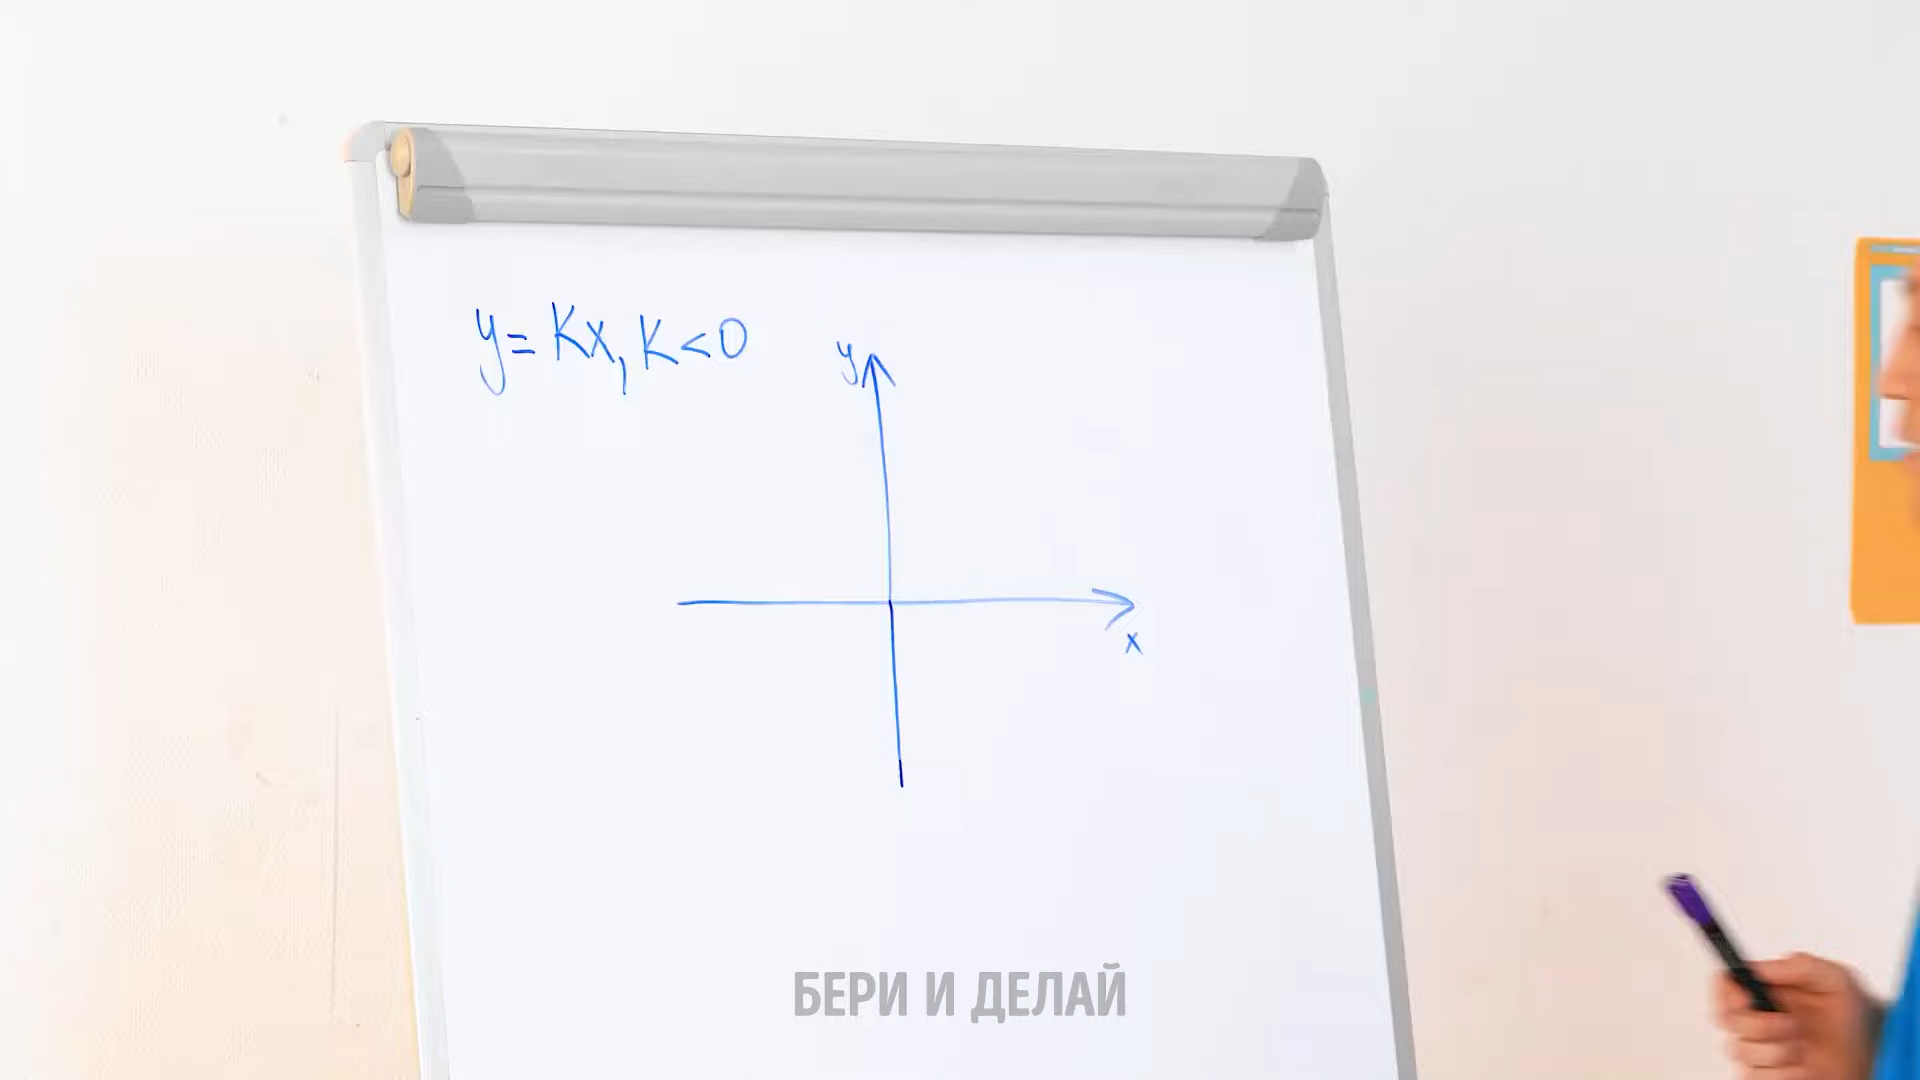 y = kx, k < 0
y
x
БЕРИ И ДЕЛАЙ